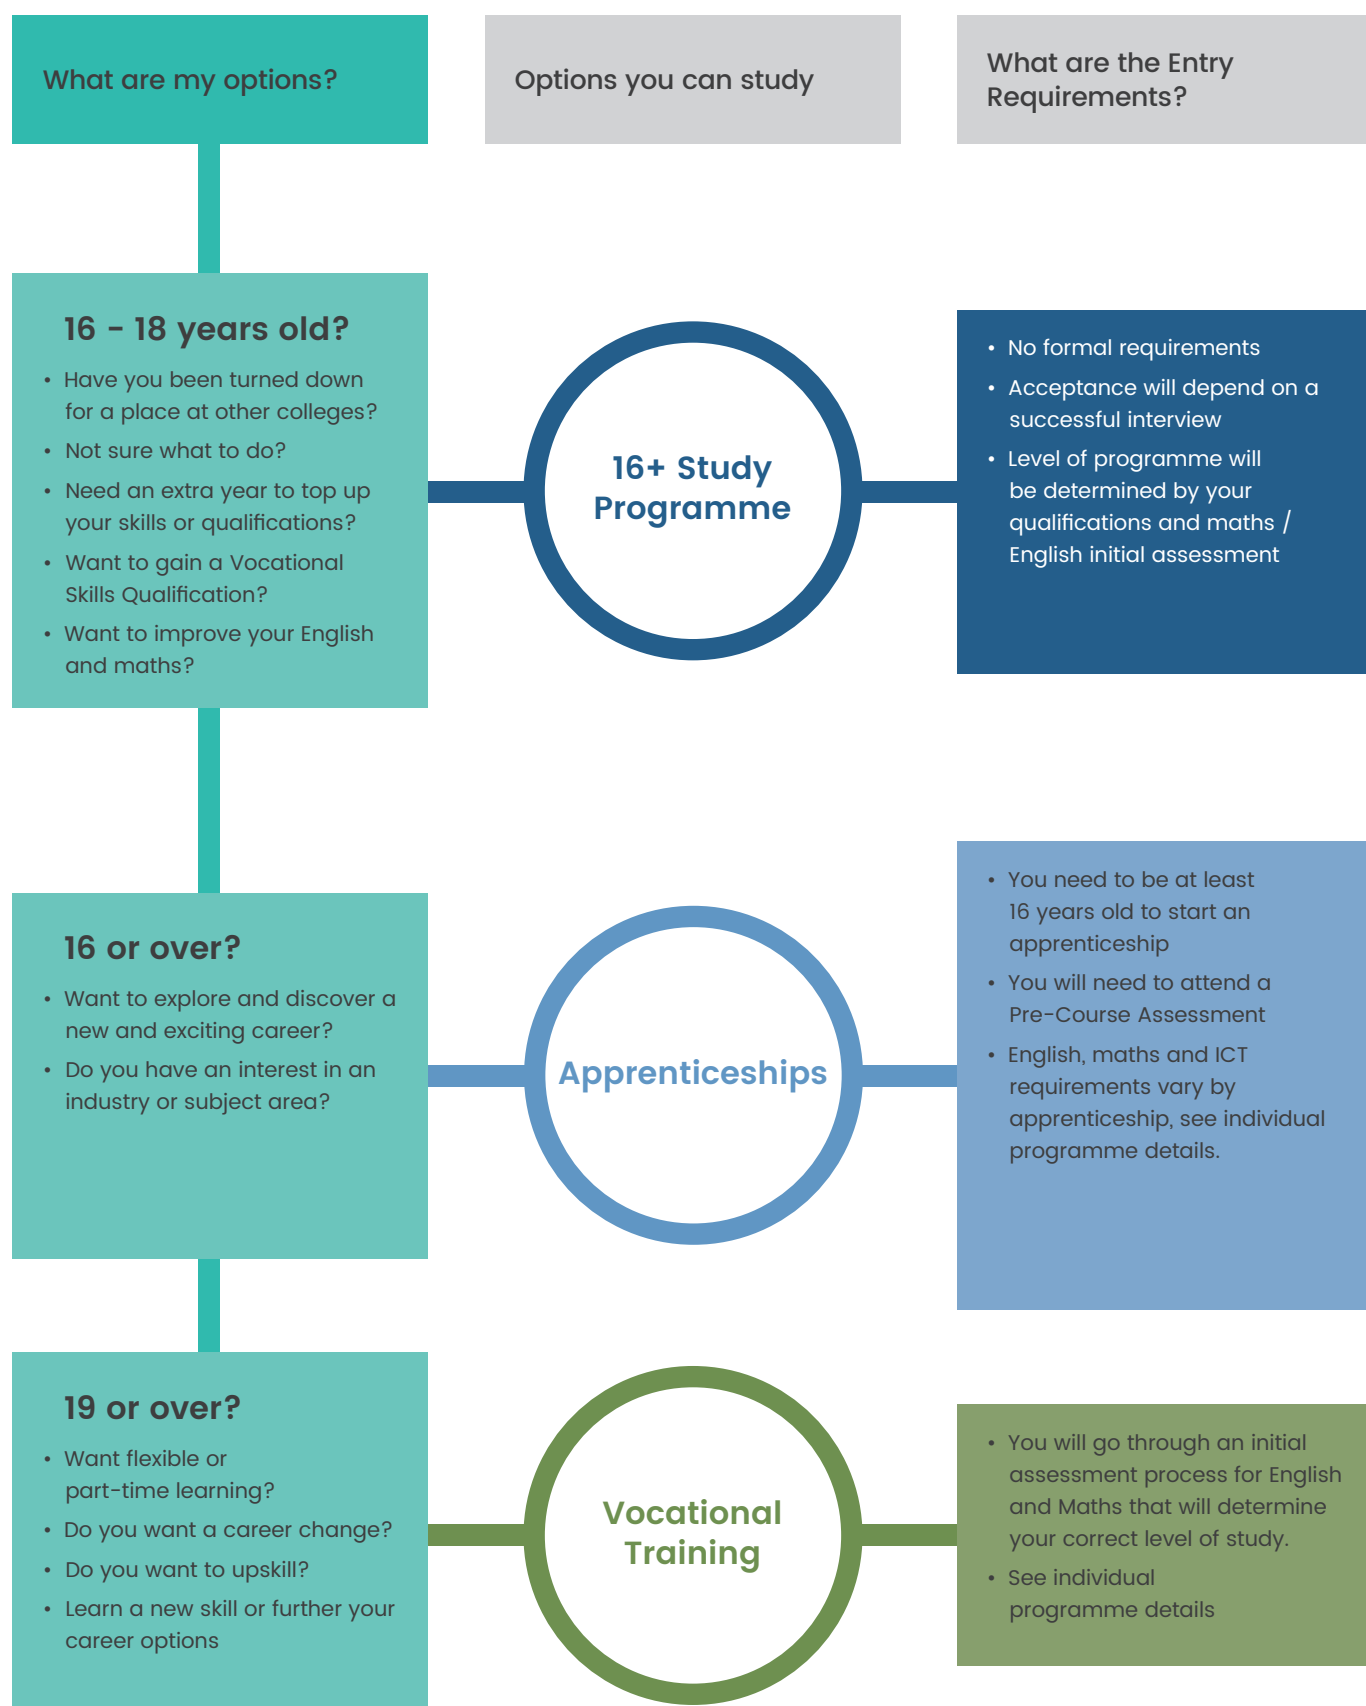 What are my options?
Options you can study
What are the Entry
Requirements?
16 - 18 years old?
• Have you been turned down
for a place at other colleges?
• Not sure what to do?
• Need an extra year to top up
your skills or qualifications?
• Want to gain a Vocational
Skills Qualification?
• Want to improve your English
and maths?
16+ Study
Programme
• No formal requirements
• Acceptance will depend on a
successful interview
• Level of programme will
be determined by your
qualifications and maths /
English initial assessment
16 or over?
• Want to explore and discover a
new and exciting career?
• Do you have an interest in an
industry or subject area?
Apprenticeships
• You need to be at least
16 years old to start an
apprenticeship
• You will need to attend a
Pre-Course Assessment
• English, maths and ICT
requirements vary by
apprenticeship, see individual
programme details.
19 or over?
• Want flexible or
part-time learning?
• Do you want a career change?
• Do you want to upskill?
• Learn a new skill or further your
career options
Vocational
Training
• You will go through an initial
assessment process for English
and Maths that will determine
your correct level of study.
• See individual
programme details